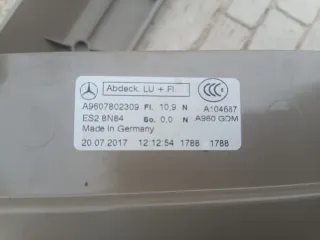 Abdeck. LU + Fl.
A9607802309 Fl. 10,9 N A104687
ES2 8N84 So. 0,0 N A960 GOM
Made in Germany
20.07.2017 12:12:54 1788 1788